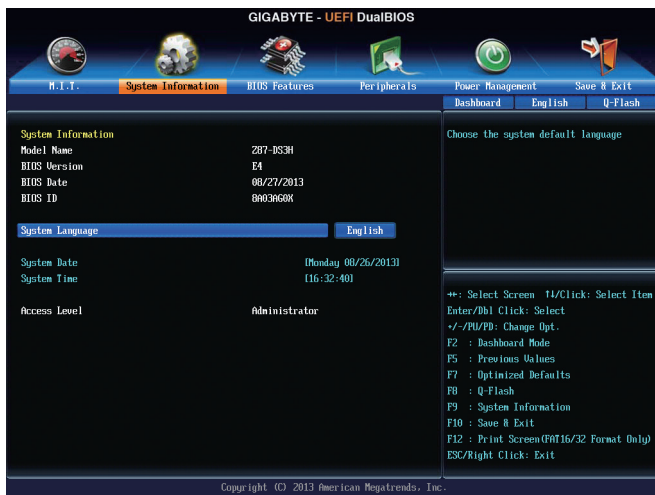 GIGABYTE - UEFI DualBIOS
M.I.T.
System Information
BIOS Features
Peripherals
Power Management
Save & Exit
Dashboard
English
Q-Flash
System Information
Model Name Z87-DS3H
BIOS Version E4
BIOS Date 08/27/2013
BIOS ID 8A03AG0X
System Language English
System Date [Monday 08/26/2013]
System Time [16:32:40]
Access Level Administrator
Choose the system default language
→←: Select Screen ↑↓/Click: Select Item
Enter/Dbl Click: Select
+/-/PU/PD: Change Opt.
F2 : Dashboard Mode
F5 : Previous Values
F7 : Optimized Defaults
F8 : Q-Flash
F9 : System Information
F10 : Save & Exit
F12 : Print Screen(FAT16/32 Format Only)
ESC/Right Click: Exit
Copyright (C) 2013 American Megatrends, Inc.